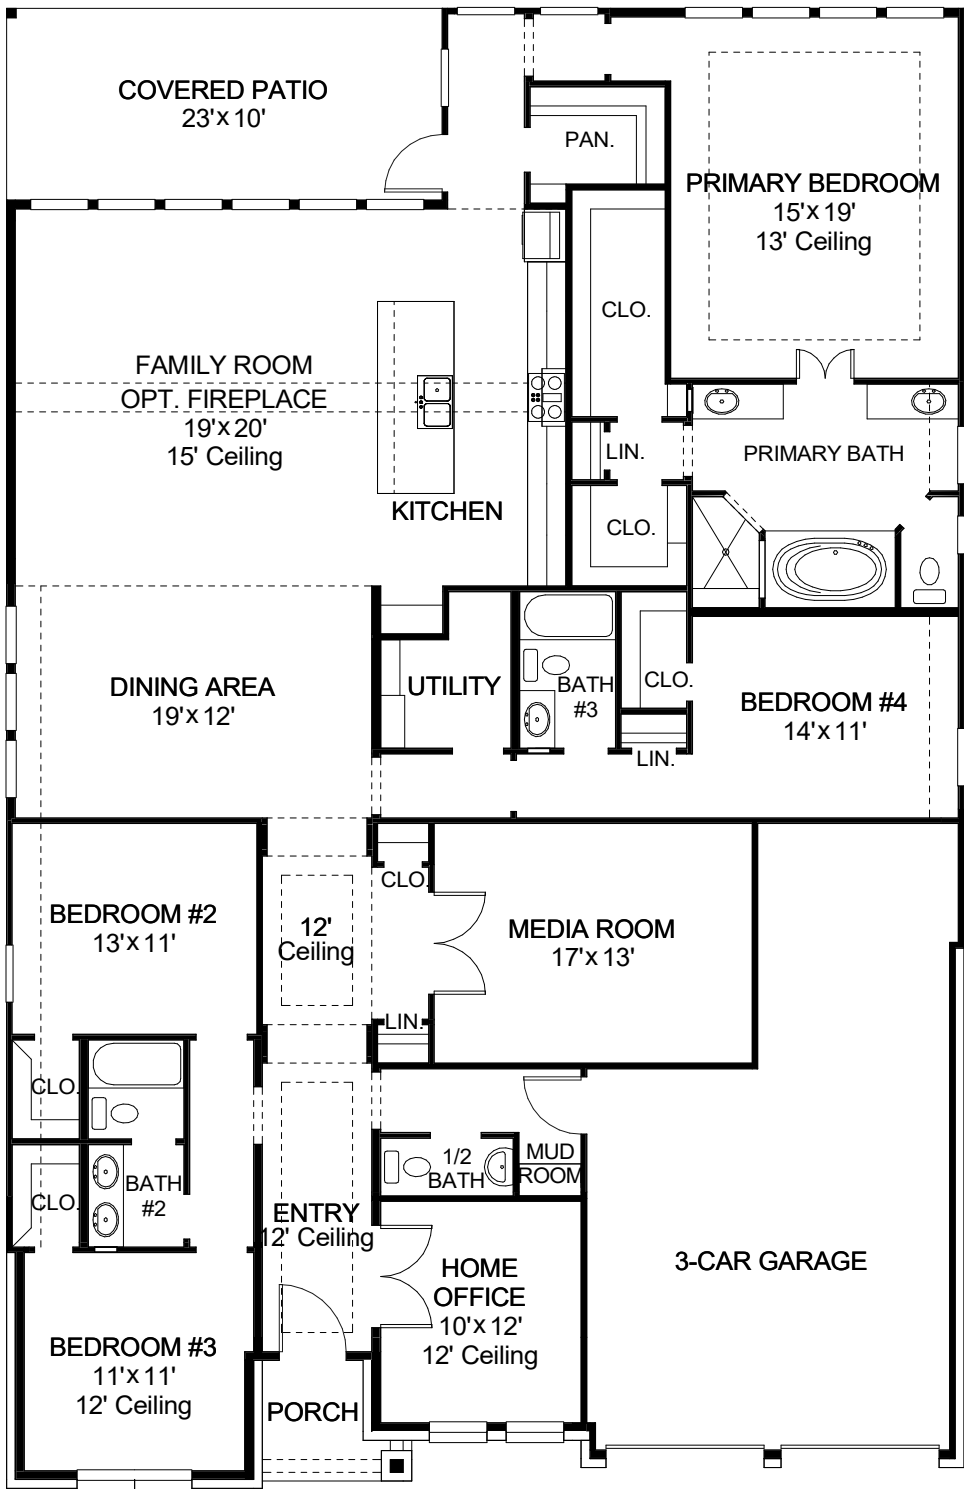 COVERED PATIO
23'x 10'
PAN.
PRIMARY BEDROOM
15'x 19'
13' Ceiling
CLO.
FAMILY ROOM
OPT. FIREPLACE
19'x 20'
15' Ceiling
KITCHEN
LIN.
PRIMARY BATH
CLO.
DINING AREA
19'x 12'
UTILITY
BATH
#3
CLO.
LIN.
BEDROOM #4
14'x 11'
BEDROOM #2
13'x 11'
12'
Ceiling
CLO.
MEDIA ROOM
17'x 13'
LIN.
CLO.
CLO.
BATH
#2
1/2
BATH
MUD
ROOM
ENTRY
12' Ceiling
HOME
OFFICE
10'x 12'
12' Ceiling
3-CAR GARAGE
BEDROOM #3
11'x 11'
12' Ceiling
PORCH